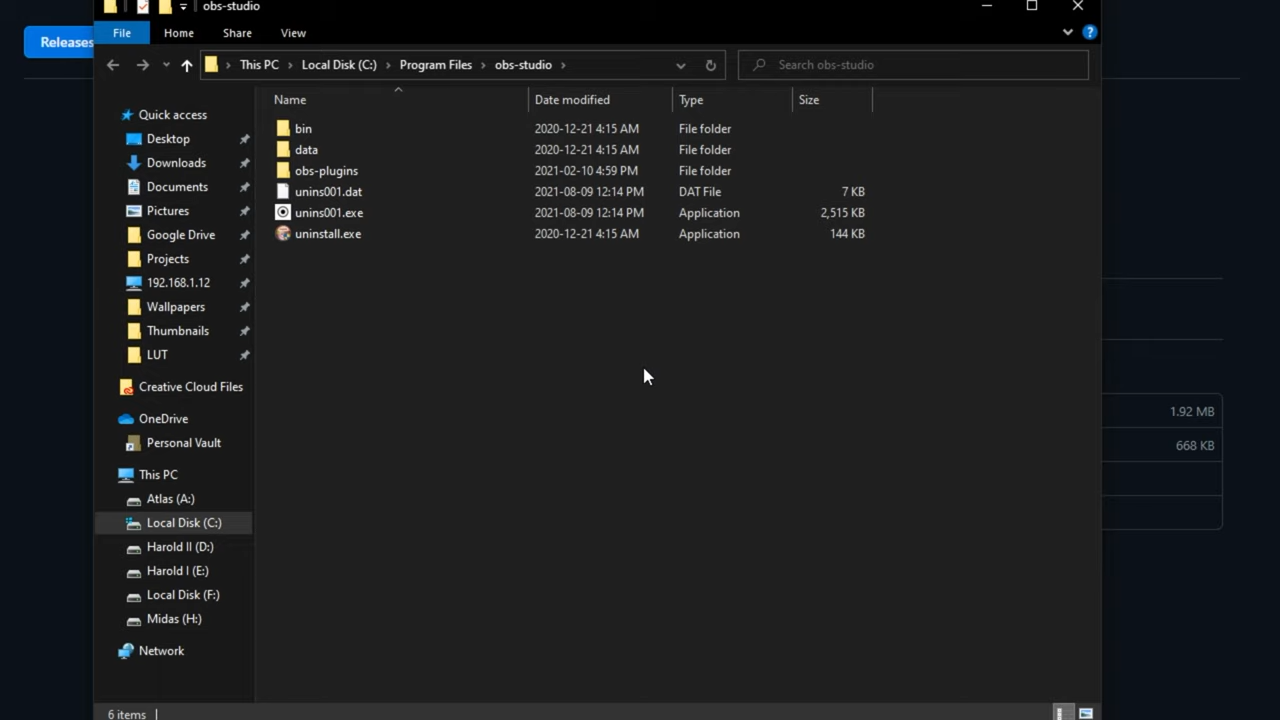 obs-studio
Releases
File Home Share View
This PC Local Disk (C:) Program Files obs-studio
Search obs-studio
Name Date modified Type Size
bin 2020-12-21 4:15 AM File folder
data 2020-12-21 4:15 AM File folder
obs-plugins 2021-02-10 4:59 PM File folder
unins001.dat 2021-08-09 12:14 PM DAT File 7 KB
unins001.exe 2021-08-09 12:14 PM Application 2,515 KB
uninstall.exe 2020-12-21 4:15 AM Application 144 KB
Quick access
Desktop
Downloads
Documents
Pictures
Google Drive
Projects
192.168.1.12
Wallpapers
Thumbnails
LUT
Creative Cloud Files
OneDrive
Personal Vault
This PC
Atlas (A:)
Local Disk (C:)
Harold II (D:)
Harold I (E:)
Local Disk (F:)
Midas (H:)
Network
1.92 MB
668 KB
6 items